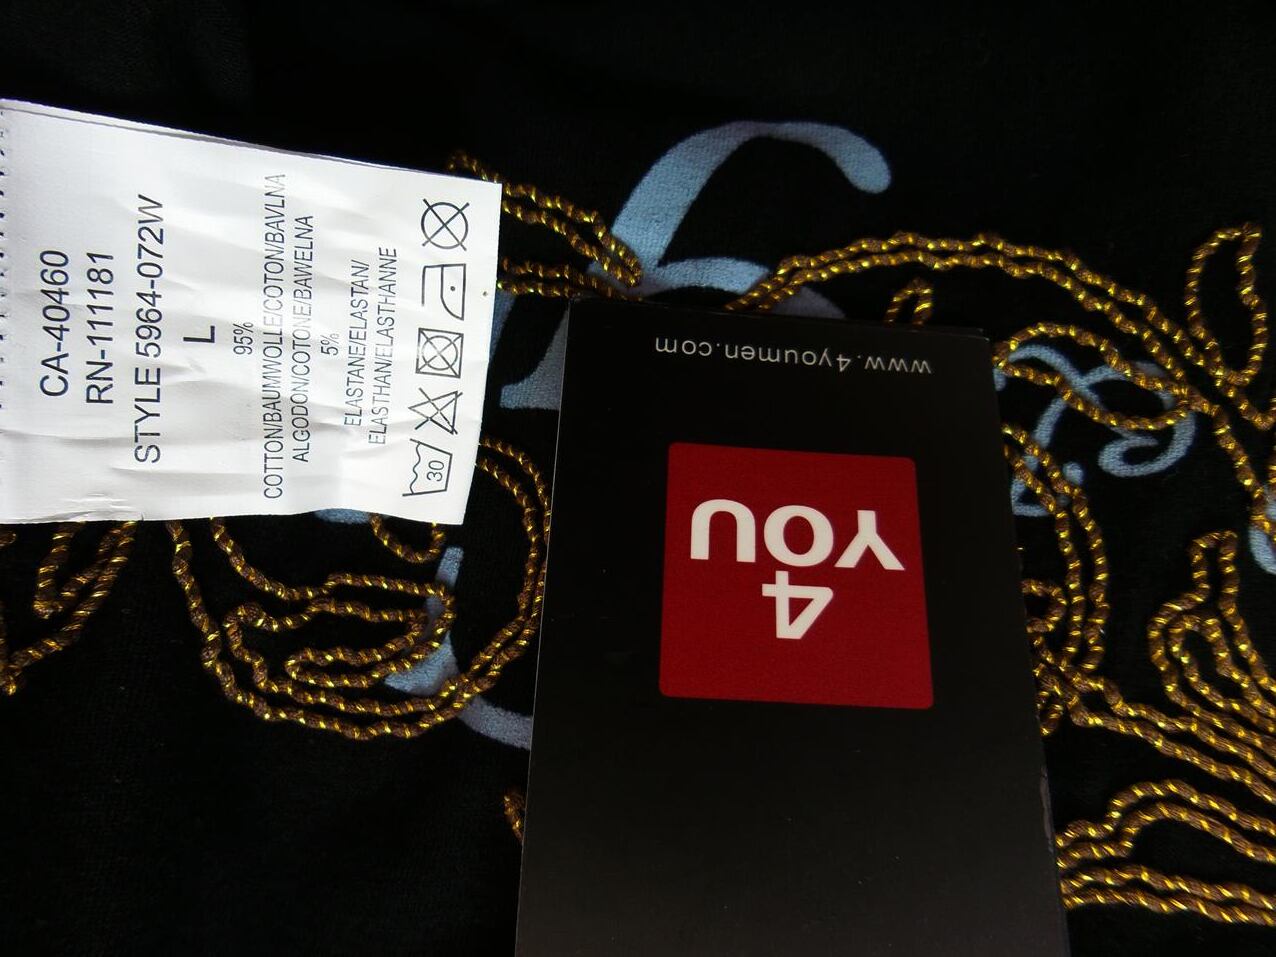 CA-40460
RN-111181
STYLE 5964-072W
L
95%
COTTON/BAUMWOLLE/COTON/BAVLNA
ALGODON/COTONE/BAWELNA
5%
ELASTANE/ELASTANI/
ELASTHAN/ELASTHANNE
30
www.4youmen.com
4
YOU